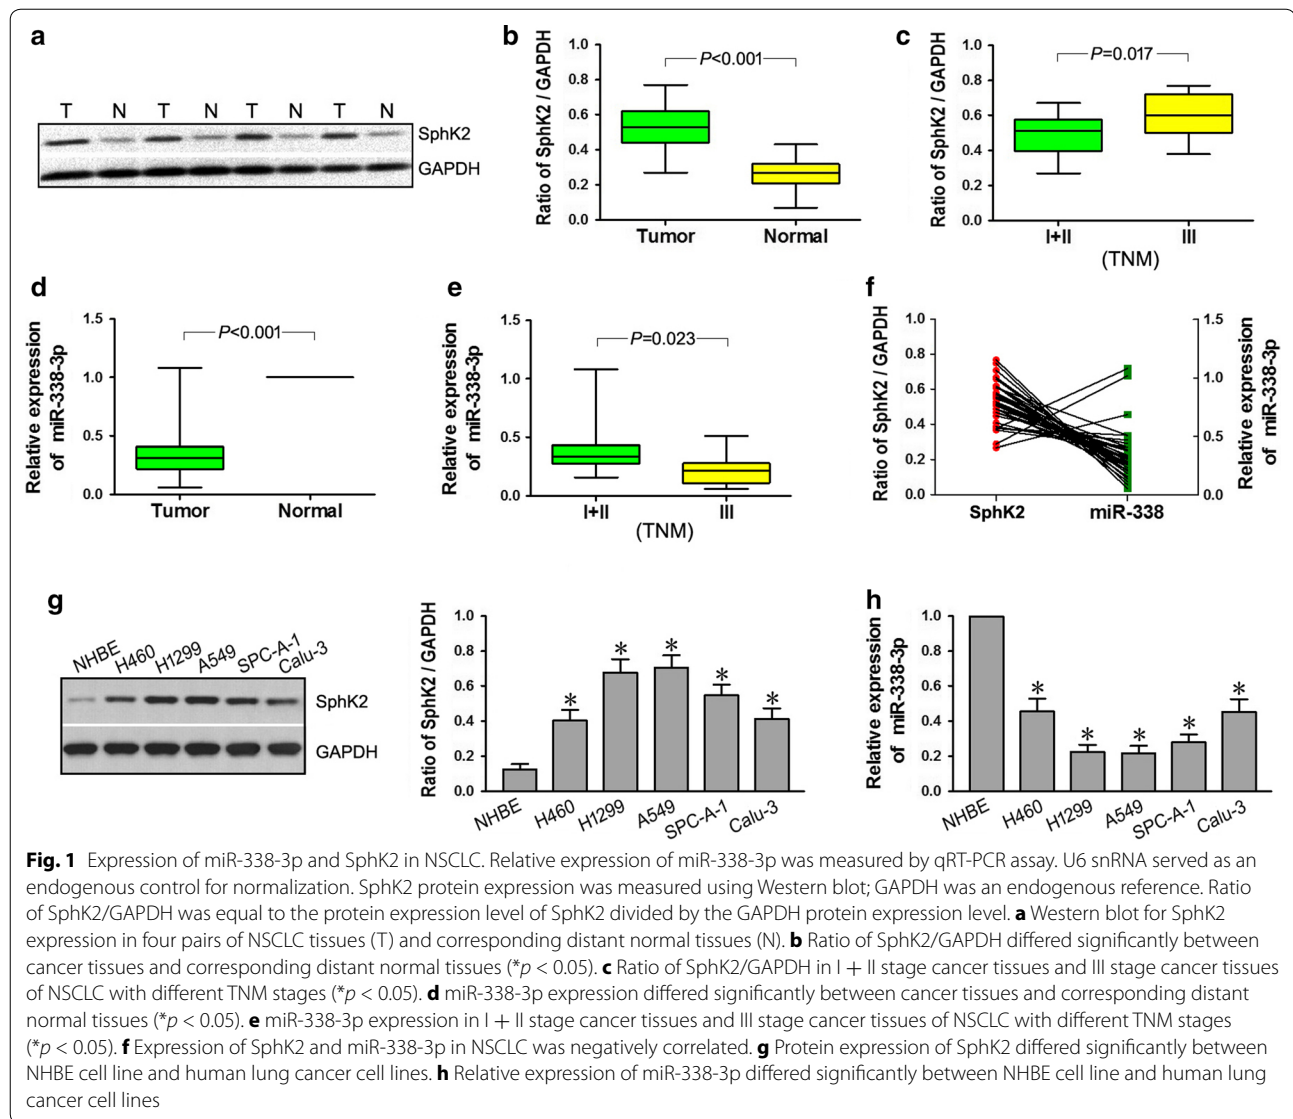 a
T N T N T N T N
SphK2
GAPDH
b
Ratio of SphK2 / GAPDH
1.0
0.8
0.6
0.4
0.2
0.0
P<0.001
Tumor Normal
c
Ratio of SphK2 / GAPDH
1.0
0.8
0.6
0.4
0.2
0.0
P=0.017
I+II III
(TNM)
d
Relative expression
of miR-338-3p
1.5
1.0
0.5
0.0
P<0.001
Tumor Normal
e
Relative expression
of miR-338-3p
1.5
1.0
0.5
0.0
P=0.023
I+II III
(TNM)
f
Ratio of SphK2 / GAPDH
1.0
0.8
0.6
0.4
0.2
0.0
SphK2 miR-338
1.5
1.0
0.5
0.0
Relative expression
of miR-338-3p
g
NHBE H460 H1299 A549 SPC-A-1 Calu-3
SphK2
GAPDH
Ratio of SphK2 / GAPDH
1.0
0.8
0.6
0.4
0.2
0.0
* * * * *
NHBE H460 H1299 A549 SPC-A-1 Calu-3
h
Relative expression
of miR-338-3p
1.0
0.8
0.6
0.4
0.2
0.0
* * * * *
NHBE H460 H1299 A549 SPC-A-1 Calu-3
Fig. 1 Expression of miR-338-3p and SphK2 in NSCLC. Relative expression of miR-338-3p was measured by qRT-PCR assay. U6 snRNA served as an
endogenous control for normalization. SphK2 protein expression was measured using Western blot; GAPDH was an endogenous reference. Ratio
of SphK2/GAPDH was equal to the protein expression level of SphK2 divided by the GAPDH protein expression level. a Western blot for SphK2
expression in four pairs of NSCLC tissues (T) and corresponding distant normal tissues (N). b Ratio of SphK2/GAPDH differed significantly between
cancer tissues and corresponding distant normal tissues (*p < 0.05). c Ratio of SphK2/GAPDH in I + II stage cancer tissues and III stage cancer tissues
of NSCLC with different TNM stages (*p < 0.05). d miR-338-3p expression differed significantly between cancer tissues and corresponding distant
normal tissues (*p < 0.05). e miR-338-3p expression in I + II stage cancer tissues and III stage cancer tissues of NSCLC with different TNM stages
(*p < 0.05). f Expression of SphK2 and miR-338-3p in NSCLC was negatively correlated. g Protein expression of SphK2 differed significantly between
NHBE cell line and human lung cancer cell lines. h Relative expression of miR-338-3p differed significantly between NHBE cell line and human lung
cancer cell lines